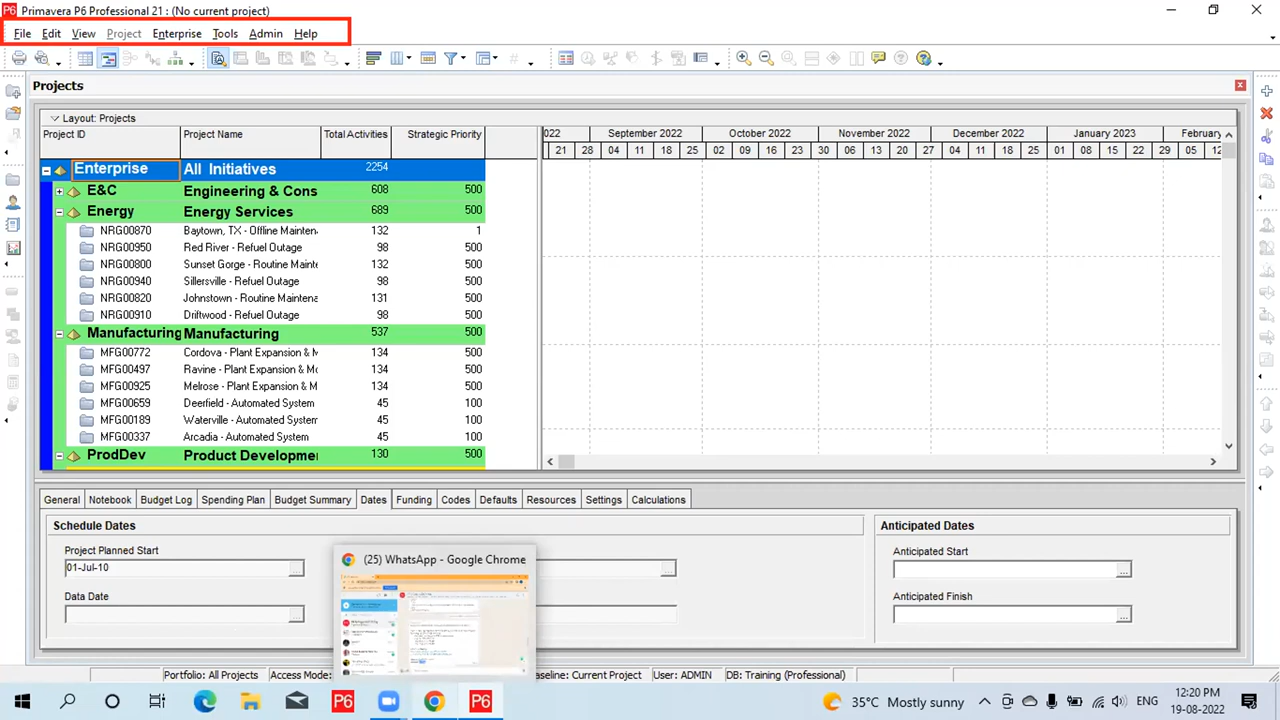 P6 Primavera P6 Professional 21 : (No current project)
File Edit View Project Enterprise Tools Admin Help
Projects
Layout: Projects
Project ID Project Name Total Activities Strategic Priority
022 September 2022 October 2022 November 2022 December 2022 January 2023 February
21 28 04 11 18 25 02 09 16 23 30 06 13 20 27 04 11 18 25 01 08 15 22 29 05 12
Enterprise All Initiatives 2254
E&C Engineering & Cons 608 500
Energy Energy Services 689 500
NRG00870 Baytown, TX - Offline Mainten 132 1
NRG00950 Red River - Refuel Outage 98 500
NRG00800 Sunset Gorge - Routine Mainte 132 500
NRG00940 Sillersville - Refuel Outage 98 500
NRG00820 Johnstown - Routine Maintena 131 500
NRG00910 Driftwood - Refuel Outage 98 500
Manufacturing Manufacturing 537 500
MFG00772 Cordova - Plant Expansion & M 134 500
MFG00497 Ravine - Plant Expansion & Mo 134 500
MFG00925 Melrose - Plant Expansion & M 134 500
MFG00659 Deerfield - Automated System 45 100
MFG00189 Waterville - Automated System 45 100
MFG00337 Arcadia - Automated System 45 100
ProdDev Product Developme 130 500
General Notebook Budget Log Spending Plan Budget Summary Dates Funding Codes Defaults Resources Settings Calculations
Schedule Dates Anticipated Dates
Project Planned Start Anticipated Start
01-Jul-10
Data Date Anticipated Finish
(25) WhatsApp - Google Chrome
Portfolio: All Projects Access Mode: aseline: Current Project User: ADMIN DB: Training (Professional)
P6 P6 35°C Mostly sunny ENG 12:20 PM
19-08-2022